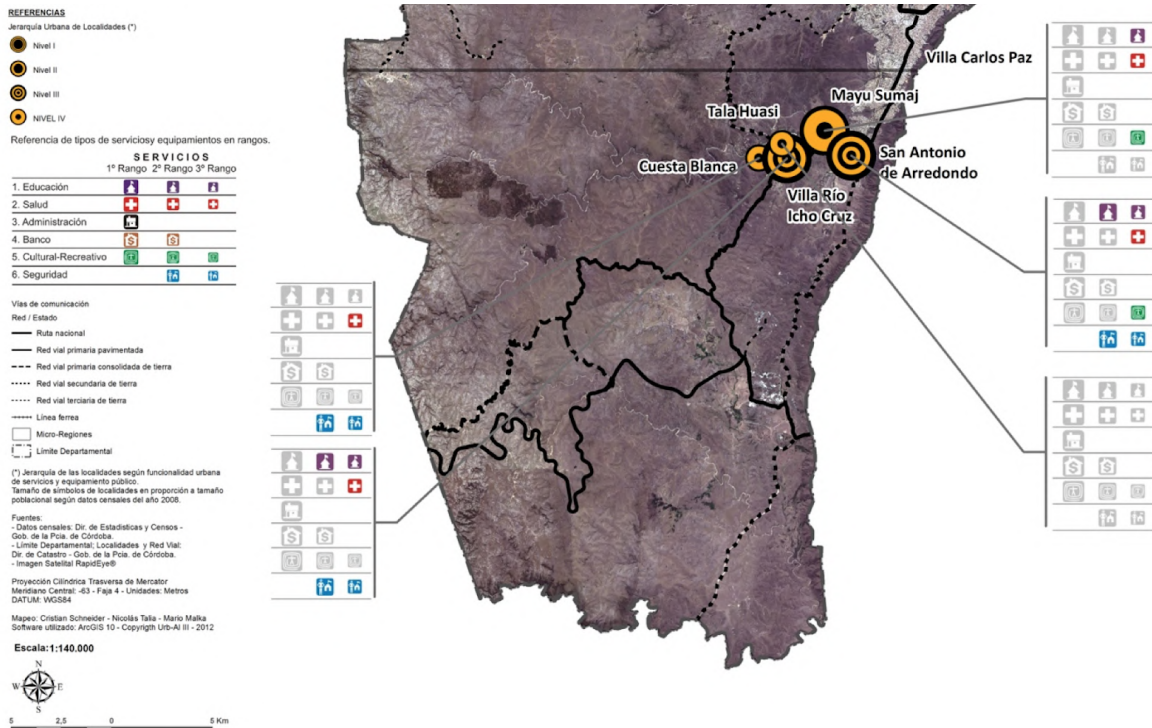 REFERENCIAS
Jerarquía Urbana de Localidades (*)
Nivel I
Nivel II
Nivel III
NIVEL IV
Referencia de tipos de serviciosy equipamientos en rangos.
SERVICIOS
1º Rango 2º Rango 3º Rango
1. Educación
2. Salud
3. Administración
4. Banco
5. Cultural-Recreativo
6. Seguridad
Vías de comunicación
Red / Estado
Ruta nacional
Red vial primaria pavimentada
Red vial primaria consolidada de tierra
Red vial secundaria de tierra
Red vial terciaria de tierra
Línea ferrea
Micro-Regiones
Límite Departamental
(*) Jerarquía de las localidades según funcionalidad urbana
de servicios y equipamiento público.
Tamaño de símbolos de localidades en proporción a tamaño
poblacional según datos censales del año 2008.
Fuentes:
- Datos censales: Dir. de Estadisticas y Censos -
Gob. de la Pcia. de Córdoba.
- Límite Departamental; Localidades y Red Vial:
Dir. de Catastro - Gob. de la Pcia. de Córdoba.
- Imagen Satelital RapidEye®
Proyección Cilíndrica Trasversa de Mercator
Meridiano Central: -63 - Faja 4 - Unidades: Metros
DATUM: WGS84
Mapeo: Cristian Schneider - Nicolás Talia - Mario Malka
Software utilizado: ArcGIS 10 - Copyrigth Urb-Al III - 2012
Escala:1:140.000
N
W E
S
5 2,5 0 5 Km
Villa Carlos Paz
Mayu Sumaj
Tala Huasi
Cuesta Blanca
San Antonio
de Arredondo
Villa Río
Icho Cruz